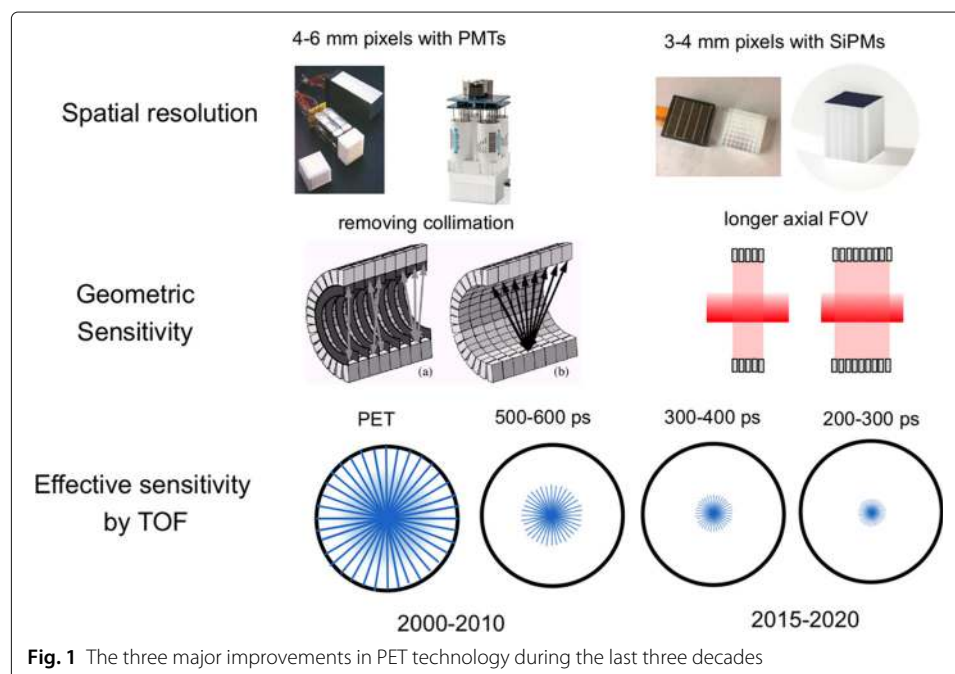 4-6 mm pixels with PMTs
3-4 mm pixels with SiPMs
Spatial resolution
removing collimation
longer axial FOV
Geometric
Sensitivity
(a)
(b)
PET
500-600 ps
300-400 ps
200-300 ps
Effective sensitivity
by TOF
2000-2010
2015-2020
Fig. 1 The three major improvements in PET technology during the last three decades